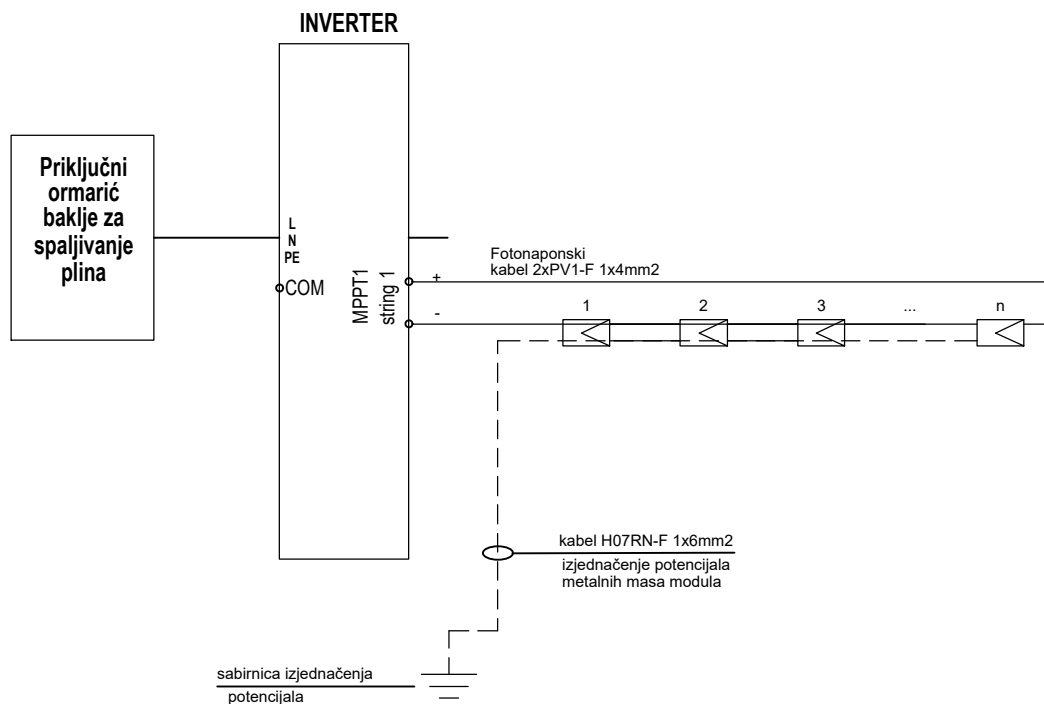 INVERTER
Priključni
ormarić
baklje za
spaljivanje
plina
L
N
PE
COM
MPPT1
string 1
+
-
Fotonaponski
kabel 2xPV1-F 1x4mm2
1 2 3 ... n
kabel H07RN-F 1x6mm2
izjednačenje potencijala
metalnih masa modula
sabirnica izjednačenja
potencijala